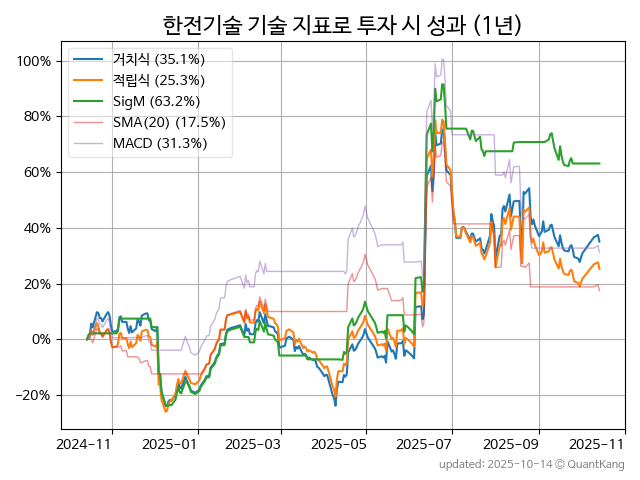 한전기술 기술 지표로 투자 시 성과 (1년)
거치식 (35.1%)
적립식 (25.3%)
SigM (63.2%)
SMA(20) (17.5%)
MACD (31.3%)
100%
80%
60%
40%
20%
0%
−20%
2024-11
2025-01
2025-03
2025-05
2025-07
2025-09
2025-11
updated: 2025-10-14 © QuantKang